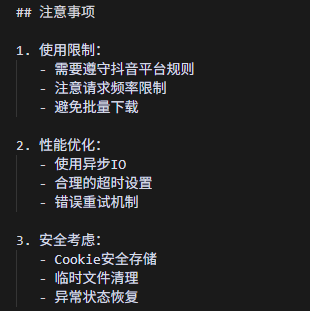 ## 注意事项
1. 使用限制:
- 需要遵守抖音平台规则
- 注意请求频率限制
- 避免批量下载
2. 性能优化:
- 使用异步IO
- 合理的超时设置
- 错误重试机制
3. 安全考虑:
- Cookie安全存储
- 临时文件清理
- 异常状态恢复